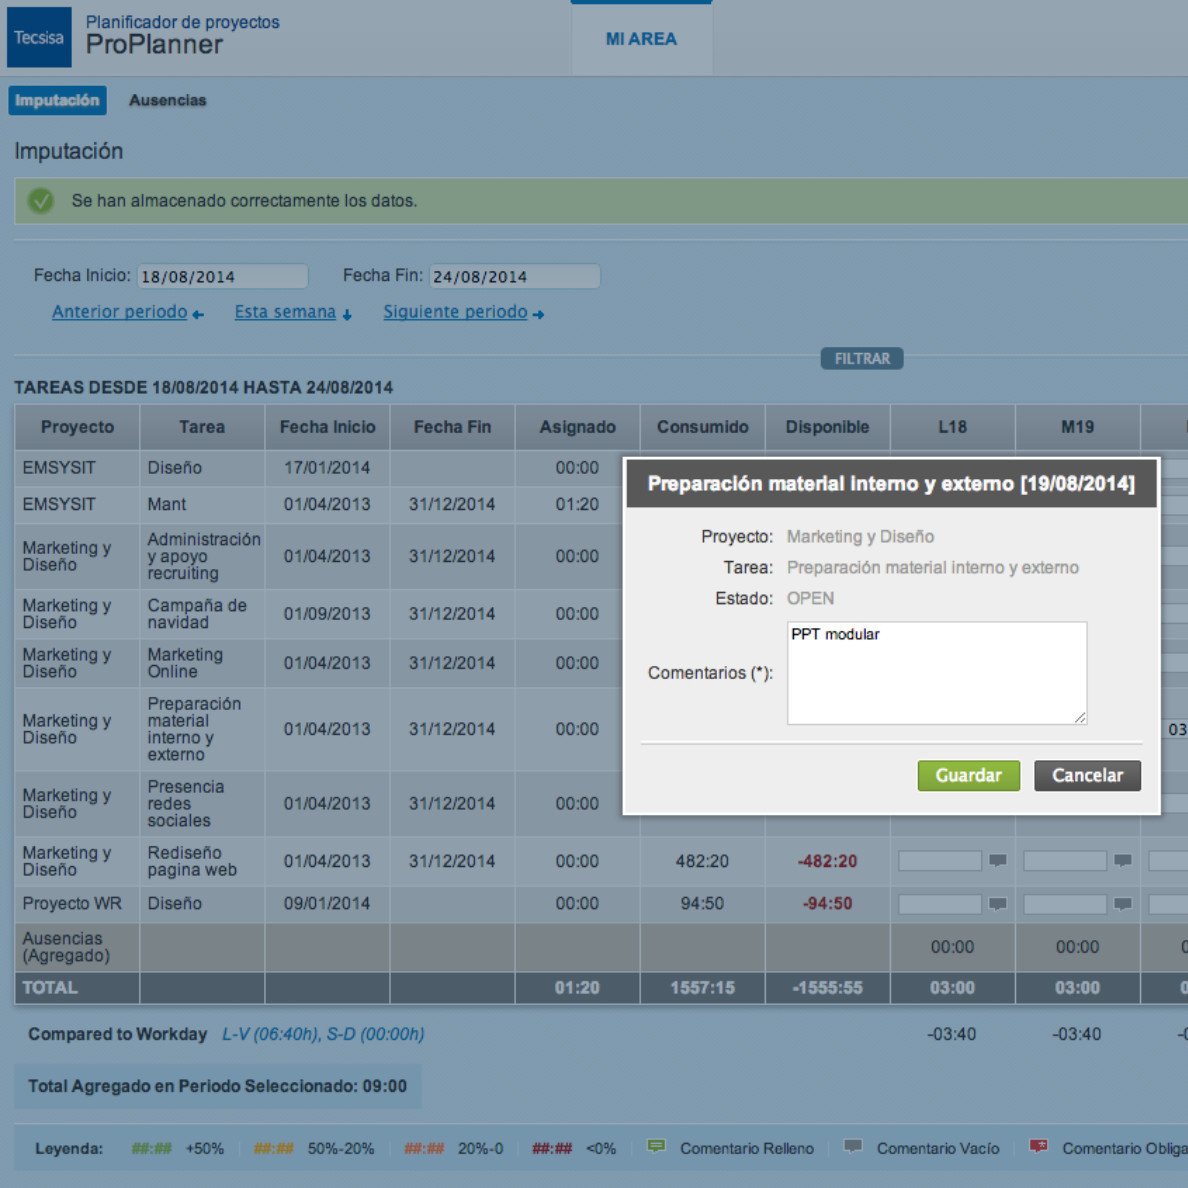 Tecsisa
Planificador de proyectos
ProPlanner
MI AREA
Imputación Ausencias
Imputación
Se han almacenado correctamente los datos.
Fecha Inicio: 18/08/2014 Fecha Fin: 24/08/2014
Anterior periodo Esta semana Siguiente periodo
FILTRAR
TAREAS DESDE 18/08/2014 HASTA 24/08/2014
Proyecto Tarea Fecha Inicio Fecha Fin Asignado Consumido Disponible L18 M19
EMSYSIT Diseño 17/01/2014 00:00
EMSYSIT Mant 01/04/2013 31/12/2014 01:20
Marketing y Diseño Administración y apoyo recruiting 01/04/2013 31/12/2014 00:00
Marketing y Diseño Campaña de navidad 01/09/2013 31/12/2014 00:00
Marketing y Diseño Marketing Online 01/04/2013 31/12/2014 00:00
Marketing y Diseño Preparación material interno y externo 01/04/2013 31/12/2014 00:00 03
Marketing y Diseño Presencia redes sociales 01/04/2013 31/12/2014 00:00
Marketing y Diseño Rediseño pagina web 01/04/2013 31/12/2014 00:00 482:20 -482:20
Proyecto WR Diseño 09/01/2014 00:00 94:50 -94:50
Ausencias (Agregado) 00:00 00:00 0
TOTAL 01:20 1557:15 -1555:55 03:00 03:00 0
Compared to Workday L-V (06:40h), S-D (00:00h) -03:40 -03:40 -0
Total Agregado en Periodo Seleccionado: 09:00
Leyenda: ##:## +50% ##:## 50%-20% ##:## 20%-0 ##:## <0% Comentario Relleno Comentario Vacío Comentario Obliga
Preparación material interno y externo [19/08/2014]
Proyecto: Marketing y Diseño
Tarea: Preparación material interno y externo
Estado: OPEN
Comentarios (*): PPT modular
Guardar Cancelar